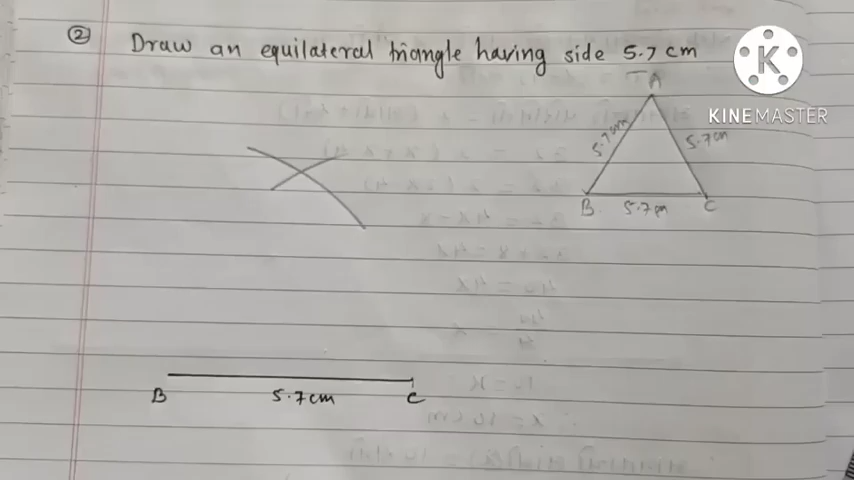 ② Draw an equilateral triangle having side 5.7 cm
K
KINEMASTER
A
5.7cm
5.7cm
B
5.7cm
C
B
5.7cm
C